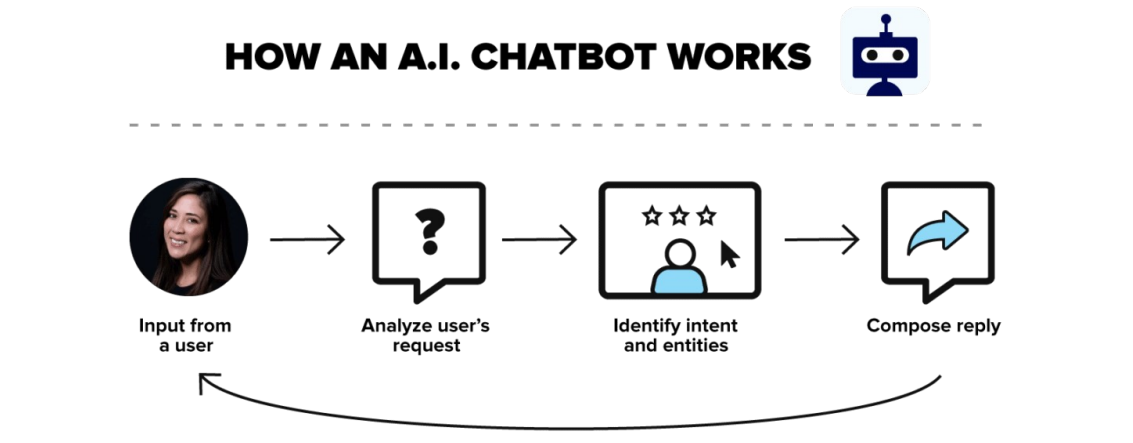 HOW AN A.I. CHATBOT WORKS
Input from
a user
Analyze user’s
request
Identify intent
and entities
Compose reply